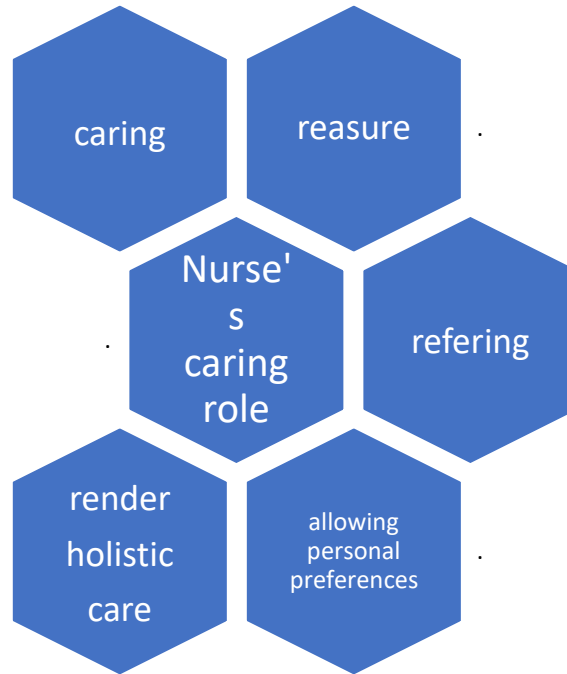 caring
reasure
.
Nurse'
s
caring
role
.
refering
render
holistic
care
allowing
personal
preferences
.